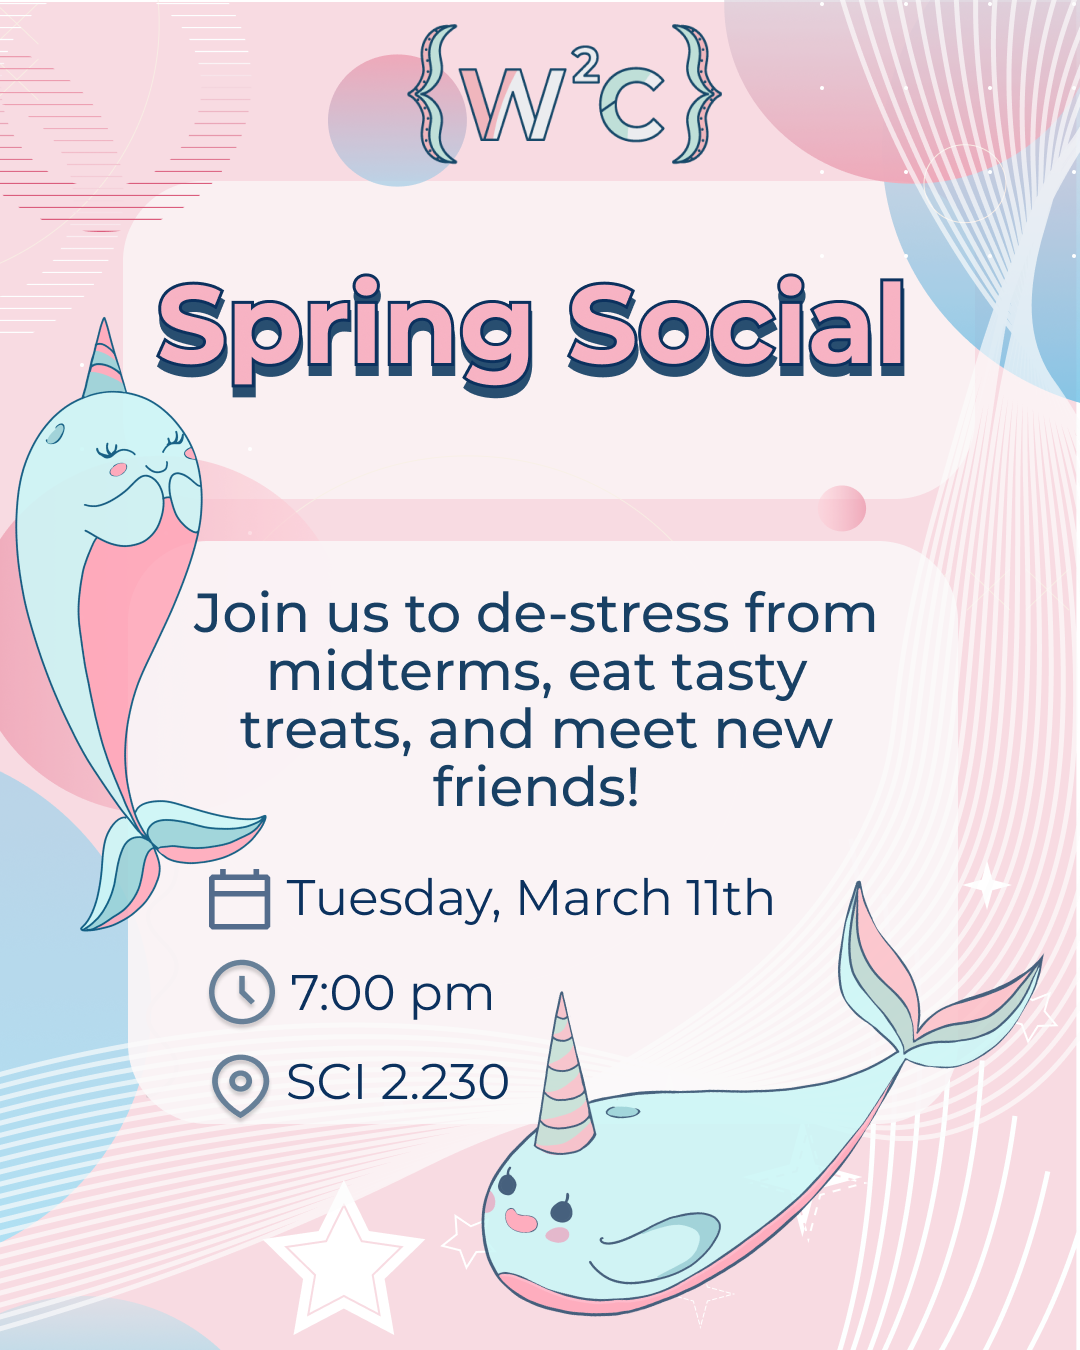 {W²C}
Spring Social
Join us to de-stress from
midterms, eat tasty
treats, and meet new
friends!
Tuesday, March 11th
7:00 pm
SCI 2.230